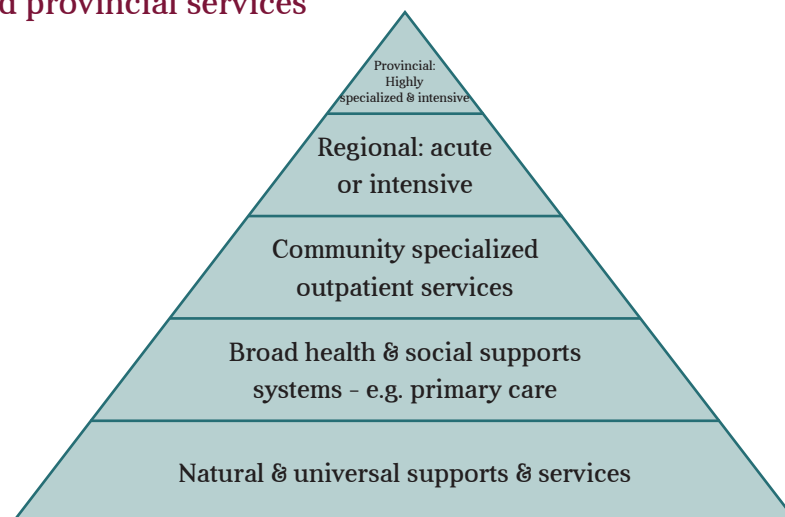 d provincial services
Provincial:
Highly
specialized & intensive
Regional: acute
or intensive
Community specialized
outpatient services
Broad health & social supports
systems - e.g. primary care
Natural & universal supports & services